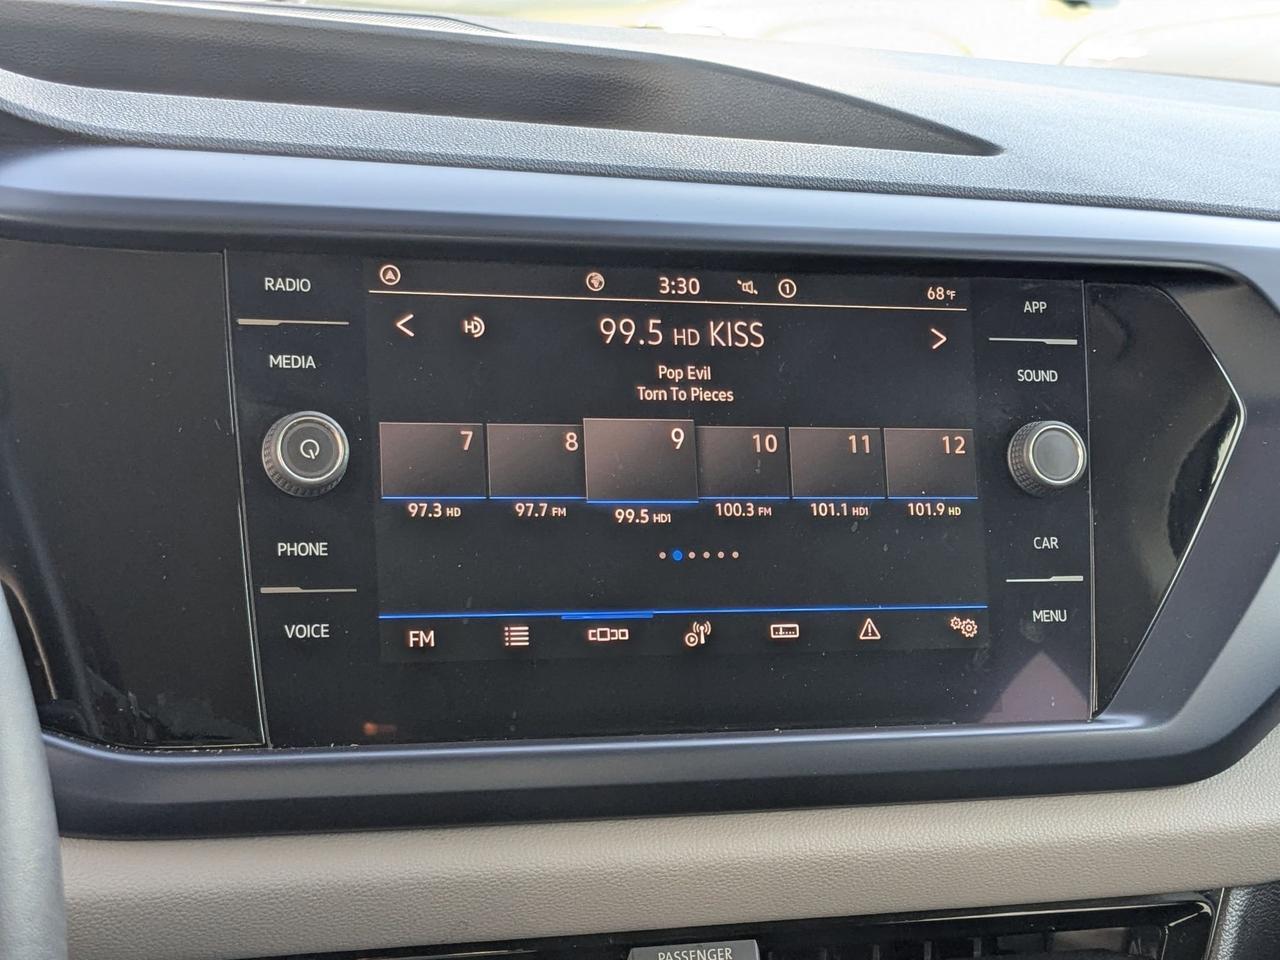 RADIO
MEDIA
PHONE
VOICE
3:30
1
68°F
HD
99.5 HD KISS
Pop Evil
Torn To Pieces
7 8 9 10 11 12
97.3 HD 97.7 FM 99.5 HD1 100.3 FM 101.1 HD1 101.9 HD
FM
APP
SOUND
CAR
MENU
PASSENGER